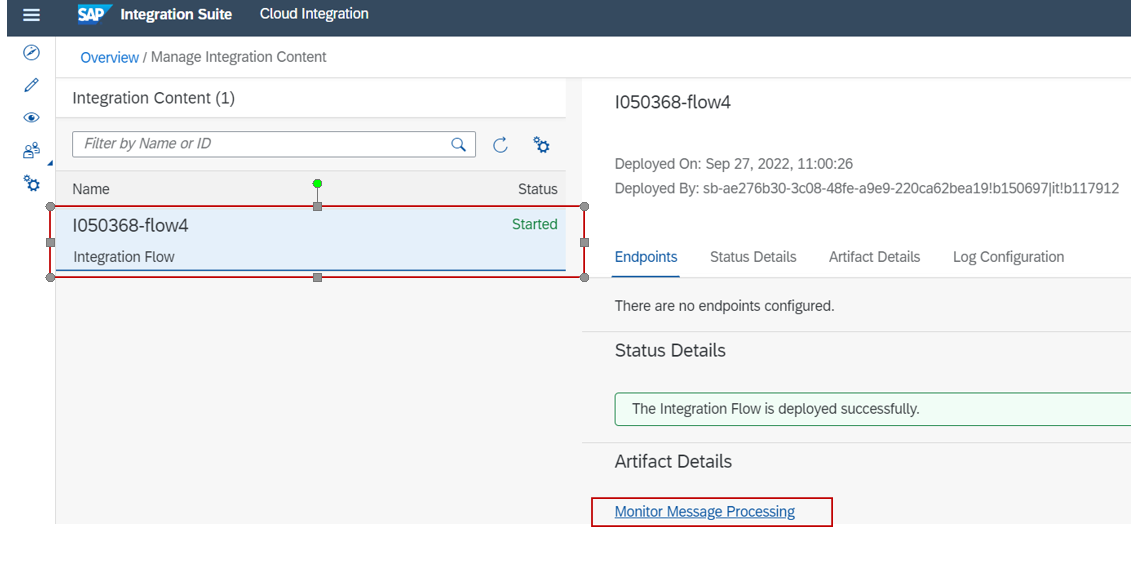 SAP Integration Suite Cloud Integration
Overview / Manage Integration Content
Integration Content (1)
Filter by Name or ID
Name Status
I050368-flow4 Started
Integration Flow
I050368-flow4
Deployed On: Sep 27, 2022, 11:00:26
Deployed By: sb-ae276b30-3c08-48fe-a9e9-220ca62bea19!b150697|it!b117912
Endpoints Status Details Artifact Details Log Configuration
There are no endpoints configured.
Status Details
The Integration Flow is deployed successfully.
Artifact Details
Monitor Message Processing